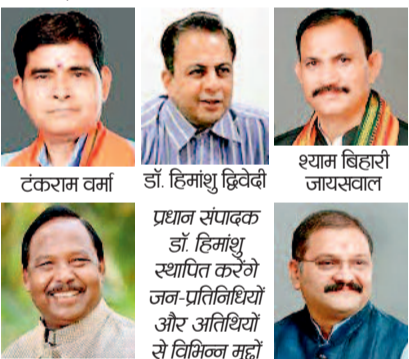 टंकराम वर्मा
डॉ. हिमांशु द्विवेदी
श्याम बिहारी
जायसवाल
प्रधान संपादक
डॉ. हिमांशु
स्थापित करेंगे
जन-प्रतिनिधियों
और अतिथियों
से विभिन्न मुद्दों